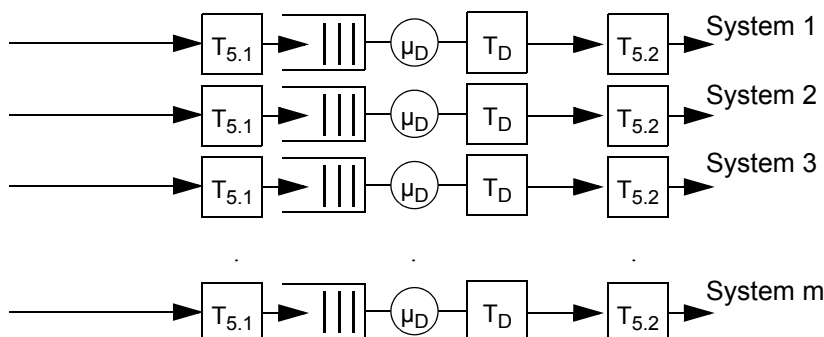 System 1
T5.1 μD TD T5.2
System 2
T5.1 μD TD T5.2
System 3
T5.1 μD TD T5.2
. . .
System m
T5.1 μD TD T5.2